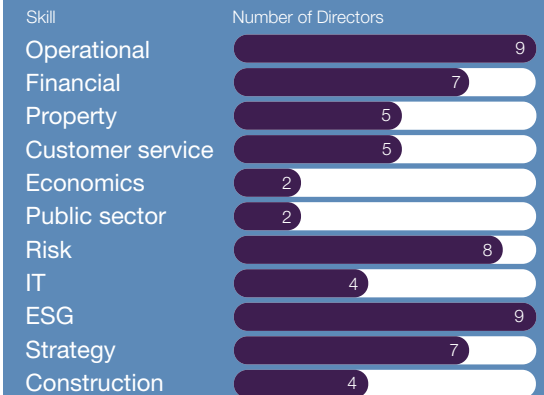 Skill Number of Directors
Operational 9
Financial 7
Property 5
Customer service 5
Economics 2
Public sector 2
Risk 8
IT 4
ESG 9
Strategy 7
Construction 4